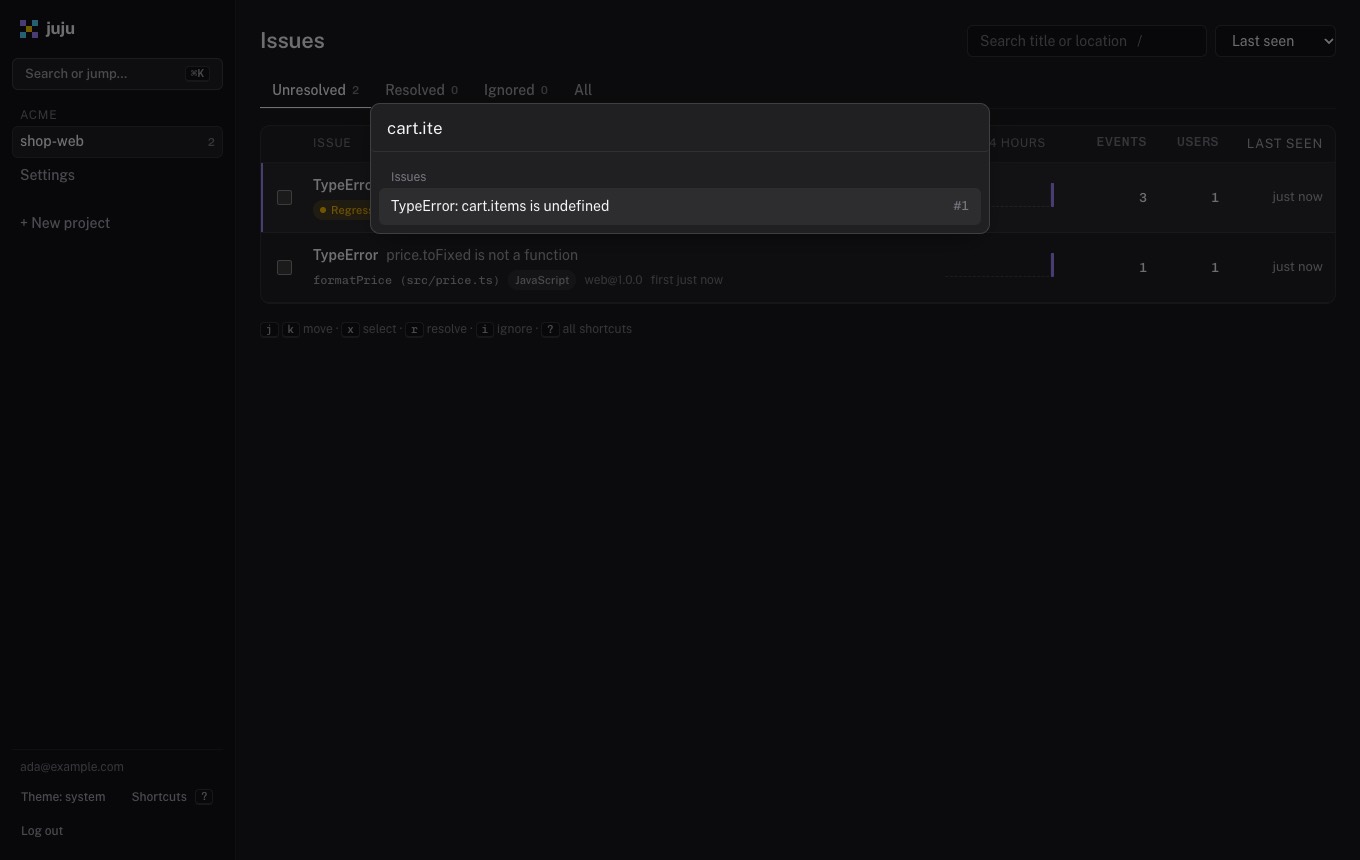 juju
Search or jump... ⌘K
ACME
shop-web 2
Settings
+ New project
ada@example.com
Theme: system Shortcuts ?
Log out
Issues
Search title or location / Last seen
Unresolved 2 Resolved 0 Ignored 0 All
cart.ite
Issues
TypeError: cart.items is undefined #1
ISSUE 4 HOURS EVENTS USERS LAST SEEN
TypeErro
Regress
3 1 just now
TypeError price.toFixed is not a function
formatPrice (src/price.ts) JavaScript web@1.0.0 first just now
1 1 just now
j k move · x select · r resolve · i ignore · ? all shortcuts